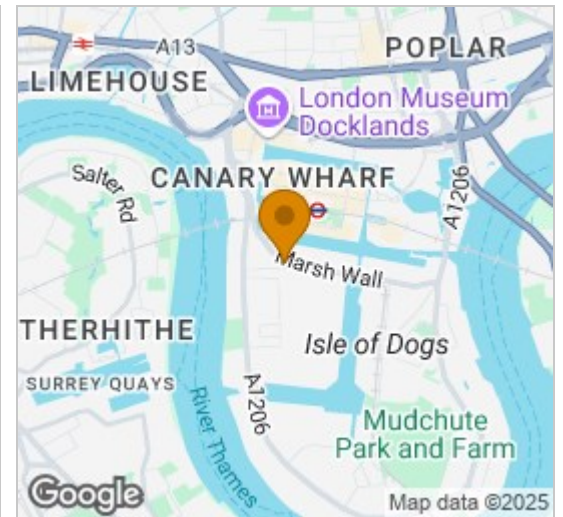 A13
POPLAR
LIMEHOUSE
London Museum
Docklands
Salter Rd
CANARY WHARF
A1206
Marsh Wall
THERHITHE
Isle of Dogs
SURREY QUAYS
A1206
River Thames
Mudchute
Park and Farm
Google
Map data ©2025